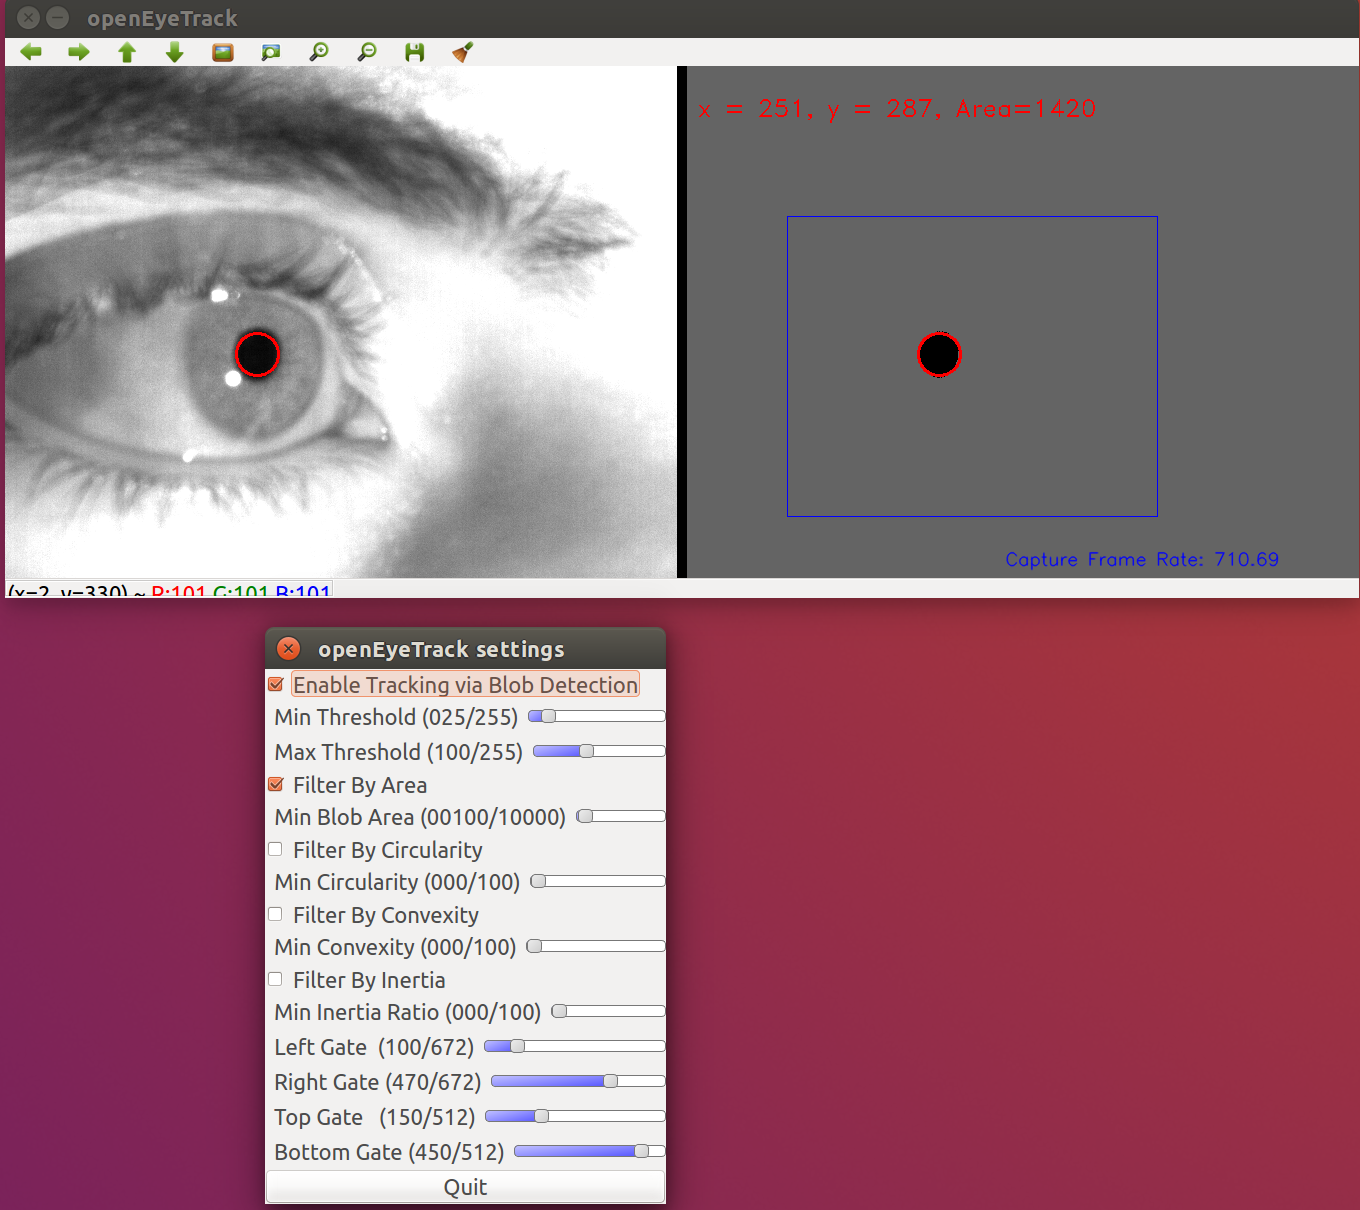 openEyeTrack
x = 251, y = 287, Area=1420
Capture Frame Rate: 710.69
(x=2, y=330) ~ R:101 G:101 B:101
openEyeTrack settings
Enable Tracking via Blob Detection
Min Threshold (025/255)
Max Threshold (100/255)
Filter By Area
Min Blob Area (00100/10000)
Filter By Circularity
Min Circularity (000/100)
Filter By Convexity
Min Convexity (000/100)
Filter By Inertia
Min Inertia Ratio (000/100)
Left Gate (100/672)
Right Gate (470/672)
Top Gate (150/512)
Bottom Gate (450/512)
Quit